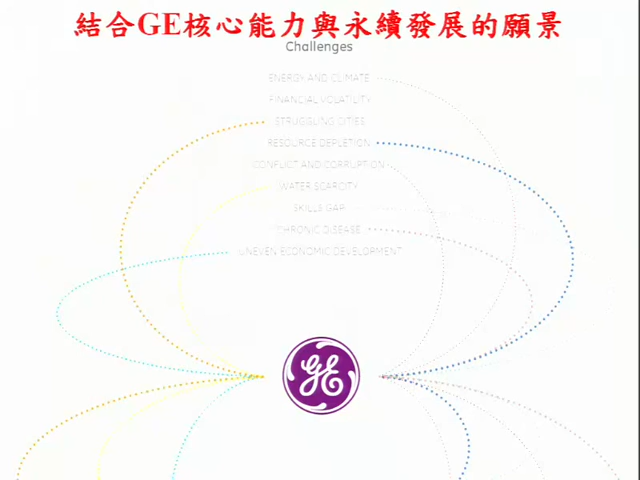 結合GE核心能力與永續發展的願景
Challenges
ENERGY AND CLIMATE
FINANCIAL VOLATILITY
STRUGGLING CITIES
RESOURCE DEPLETION
CONFLICT AND CORRUPTION
WATER SCARCITY
SKILLS GAP
CHRONIC DISEASE
UNEVEN ECONOMIC DEVELOPMENT
GE